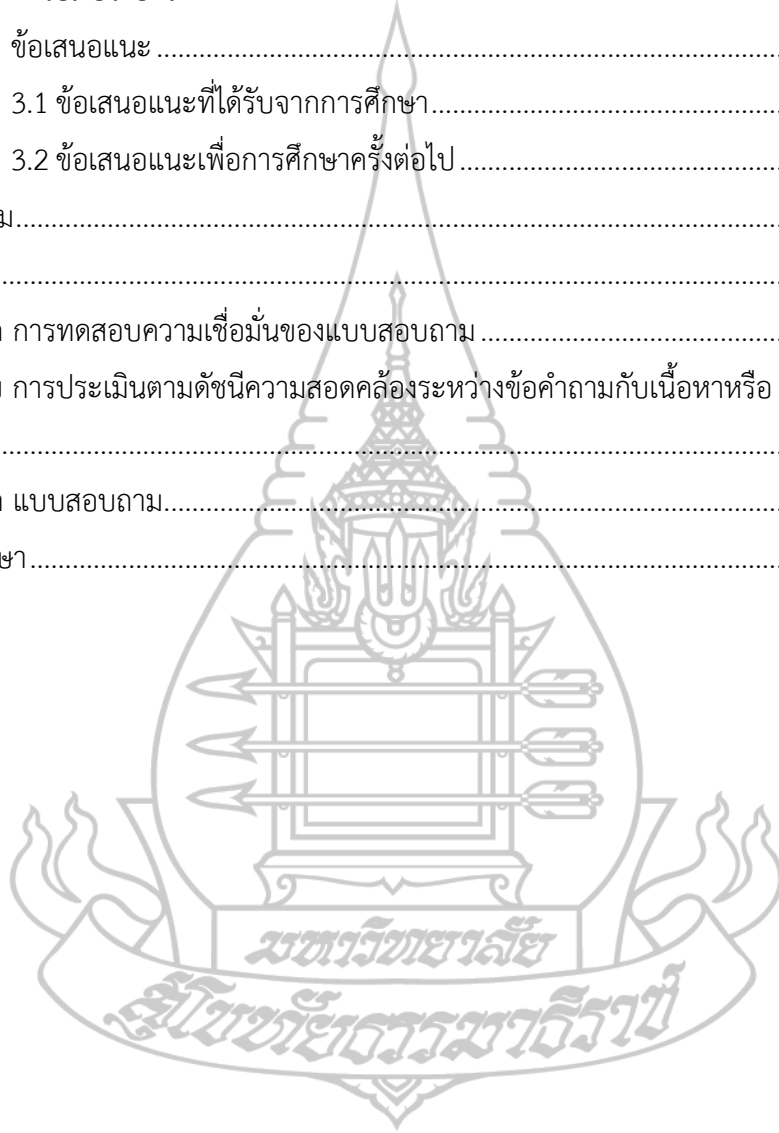 ข้อเสนอแนะ
3.1 ข้อเสนอแนะที่ได้รับจากการศึกษา
3.2 ข้อเสนอแนะเพื่อการศึกษาครั้งต่อไป
การทดสอบความเชื่อมั่นของแบบสอบถาม
การประเมินตามดัชนีความสอดคล้องระหว่างข้อคำถามกับเนื้อหาหรือ
แบบสอบถาม
มหาวิทยาลัย
สุโขทัยธรรมาธิราช